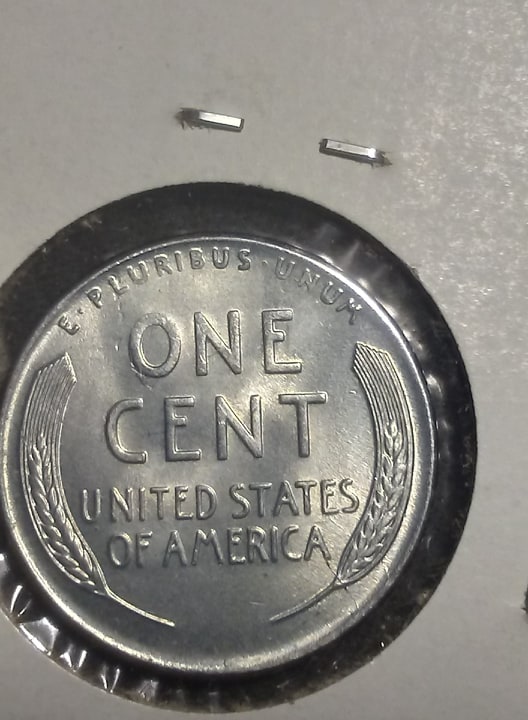 E·PLURIBUS·UNUM
ONE
CENT
UNITED STATES
OF AMERICA